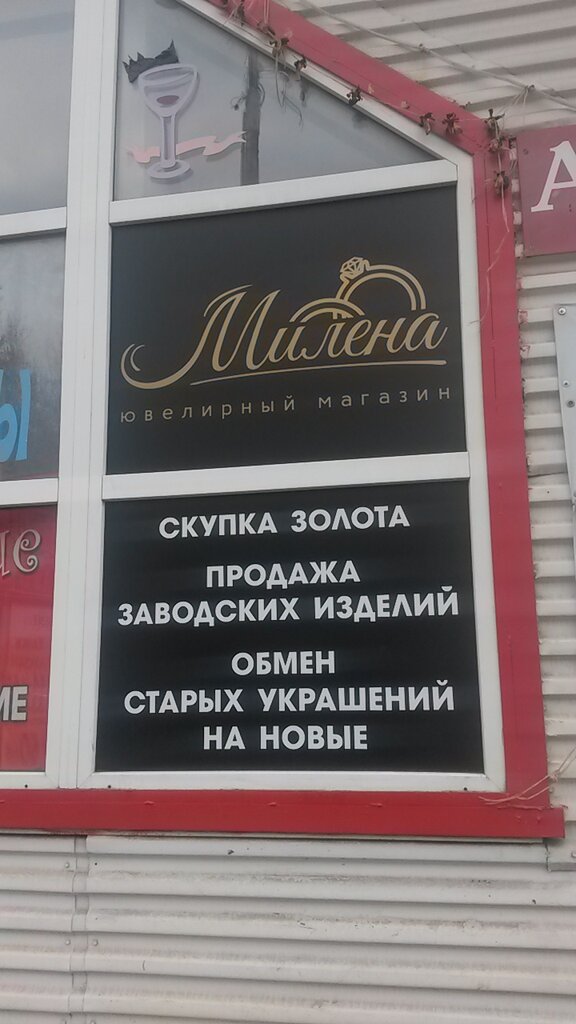 Милена
ювелирный магазин
СКУПКА ЗОЛОТА
ПРОДАЖА
ЗАВОДСКИХ ИЗДЕЛИЙ
ОБМЕН
СТАРЫХ УКРАШЕНИЙ
НА НОВЫЕ